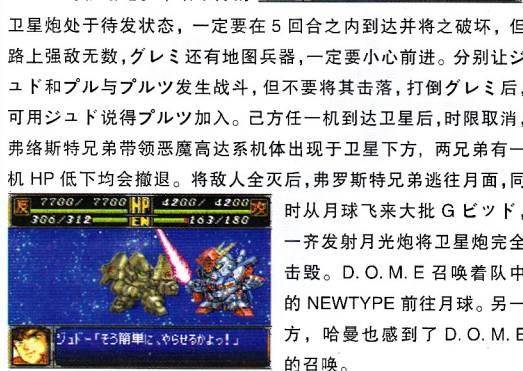 卫星炮处于待发状态，一定要在 5 回合之内到达并将之破坏，但
路上强敌无数，グレミ还有地图兵器，一定要小心前进。分别让ジ
ュド和プル与プルツ发生战斗，但不要将其击落，打倒グレミ后，
可用ジュド说得プルツ加入。己方任一机到达卫星后，时限取消，
弗络斯特兄弟带领恶魔高达系机体出现于卫星下方，两兄弟有一
机 HP 低下均会撤退。将敌人全灭后，弗罗斯特兄弟逃往月面，同
反 7700/ 7700 HP 4200/ 4200 攻
306/312 EN 163/180
ジュドー「そう簡単に、やらせるかよっ！」
时从月球飞来大批 G ビッド，
一齐发射月光炮将卫星炮完全
击毁。D. O. M. E 召唤着队中
的 NEWTYPE 前往月球。另一
方，哈曼也感到了 D. O. M. E
的召唤。